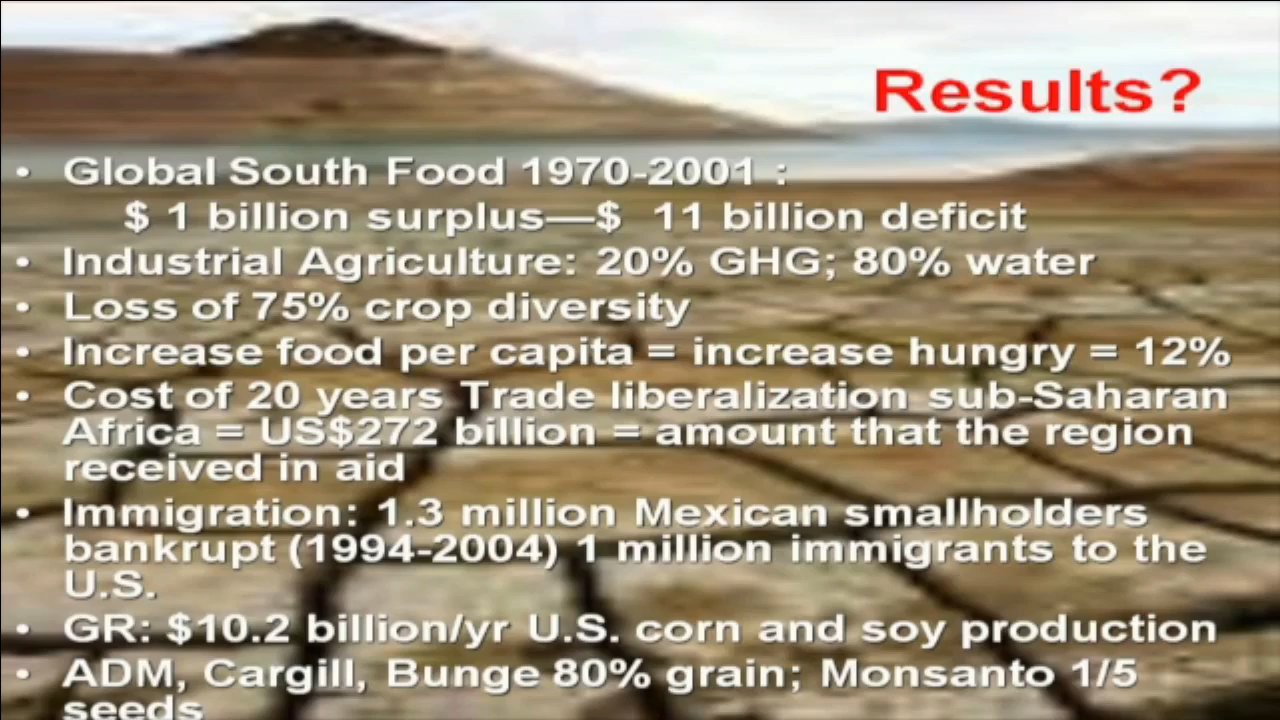 Results?
• Global South Food 1970-2001 :
$ 1 billion surplus—$ 11 billion deficit
• Industrial Agriculture: 20% GHG; 80% water
• Loss of 75% crop diversity
• Increase food per capita = increase hungry = 12%
• Cost of 20 years Trade liberalization sub-Saharan
Africa = US$272 billion = amount that the region
received in aid
• Immigration: 1.3 million Mexican smallholders
bankrupt (1994-2004) 1 million immigrants to the
U.S.
• GR: $10.2 billion/yr U.S. corn and soy production
• ADM, Cargill, Bunge 80% grain; Monsanto 1/5
seeds